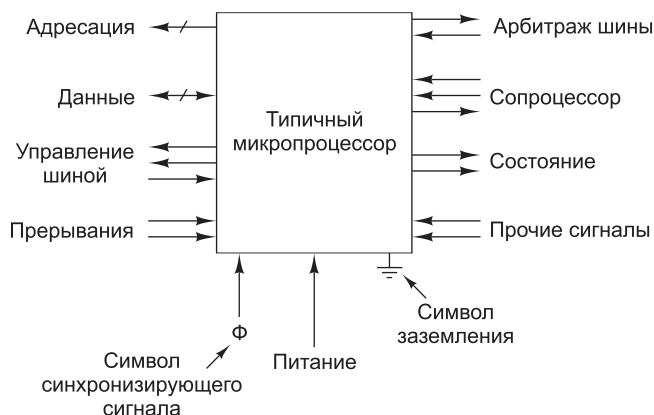 Адресация
Данные
Управление
шиной
Прерывания
Типичный
микропроцессор
Арбитраж шины
Сопроцессор
Состояние
Прочие сигналы
Символ
заземления
Φ
Питание
Символ
синхронизирующего
сигнала